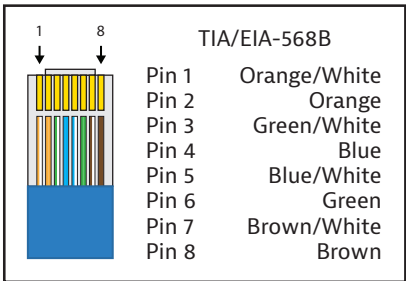 1 8
TIA/EIA-568B
Pin 1 Orange/White
Pin 2 Orange
Pin 3 Green/White
Pin 4 Blue
Pin 5 Blue/White
Pin 6 Green
Pin 7 Brown/White
Pin 8 Brown